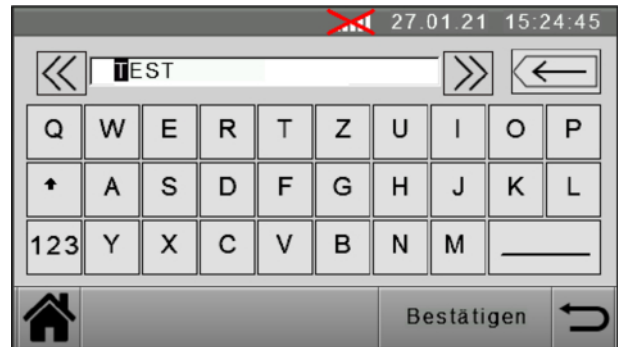 27.01.21 15:24:45
TEST
Q W E R T Z U I O P
A S D F G H J K L
123 Y X C V B N M
Bestätigen